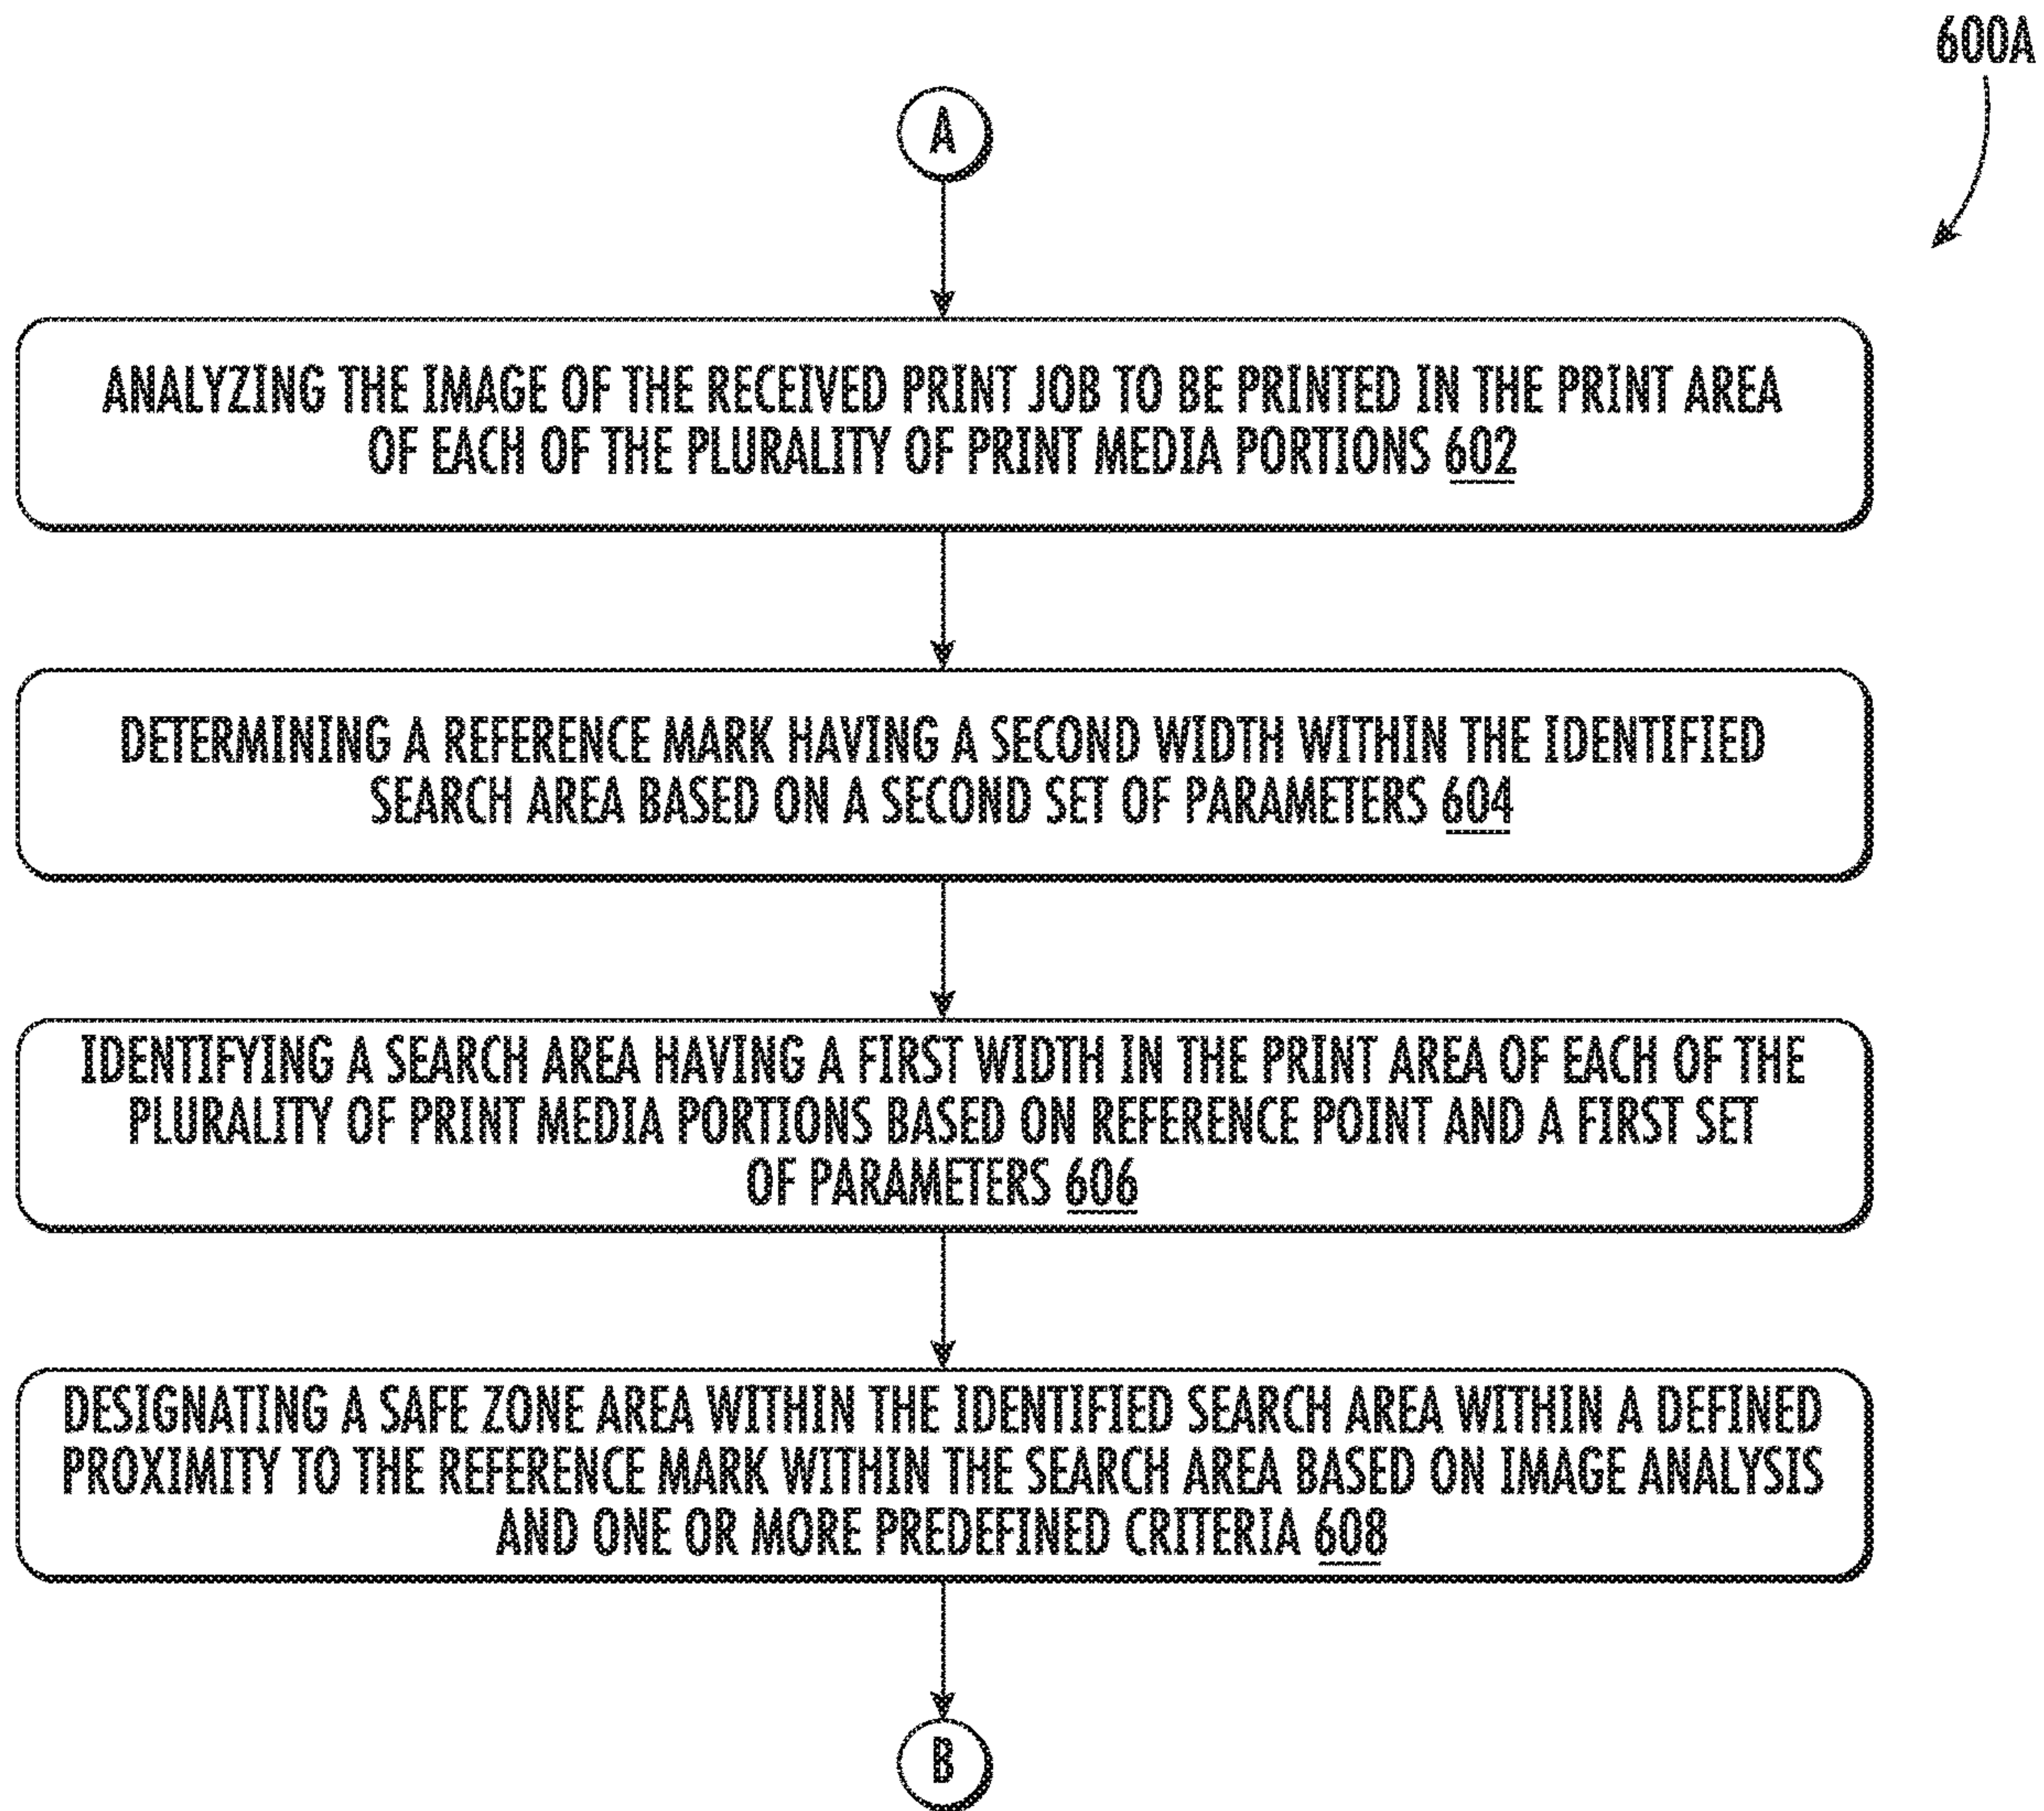 600A
A
ANALYZING THE IMAGE OF THE RECEIVED PRINT JOB TO BE PRINTED IN THE PRINT AREA
OF EACH OF THE PLURALITY OF PRINT MEDIA PORTIONS 602
DETERMINING A REFERENCE MARK HAVING A SECOND WIDTH WITHIN THE IDENTIFIED
SEARCH AREA BASED ON A SECOND SET OF PARAMETERS 604
IDENTIFYING A SEARCH AREA HAVING A FIRST WIDTH IN THE PRINT AREA OF EACH OF THE
PLURALITY OF PRINT MEDIA PORTIONS BASED ON REFERENCE POINT AND A FIRST SET
OF PARAMETERS 606
DESIGNATING A SAFE ZONE AREA WITHIN THE IDENTIFIED SEARCH AREA WITHIN A DEFINED
PROXIMITY TO THE REFERENCE MARK WITHIN THE SEARCH AREA BASED ON IMAGE ANALYSIS
AND ONE OR MORE PREDEFINED CRITERIA 608
B